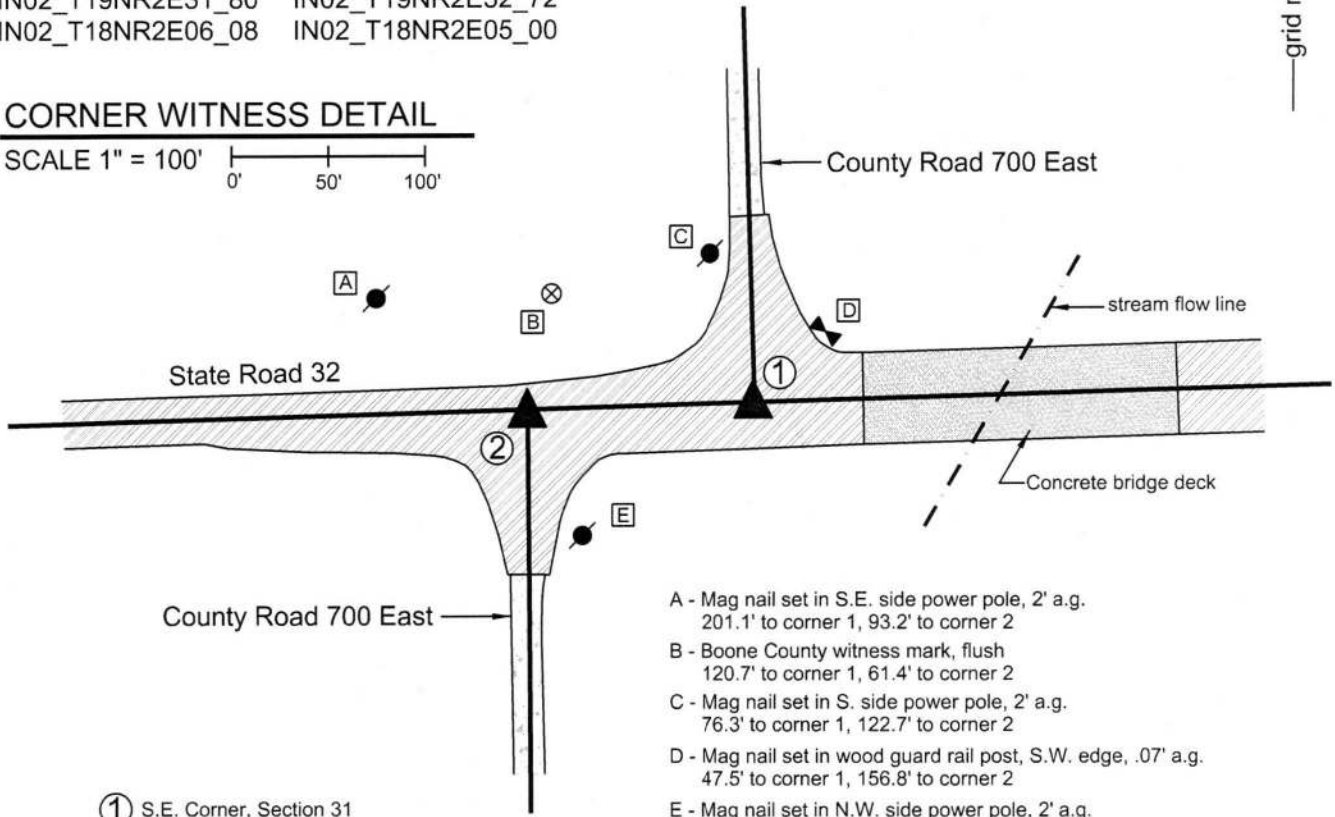 IN02_T19NR2E31_80 IN02_T19NR2E32_72
IN02_T18NR2E06_08 IN02_T18NR2E05_00
grid
CORNER WITNESS DETAIL
SCALE 1" = 100'
0' 50' 100'
County Road 700 East
C
A
B
D
stream flow line
State Road 32
1
2
Concrete bridge deck
E
County Road 700 East
A - Mag nail set in S.E. side power pole, 2' a.g.
201.1' to corner 1, 93.2' to corner 2
B - Boone County witness mark, flush
120.7' to corner 1, 61.4' to corner 2
C - Mag nail set in S. side power pole, 2' a.g.
76.3' to corner 1, 122.7' to corner 2
D - Mag nail set in wood guard rail post, S.W. edge, .07' a.g.
47.5' to corner 1, 156.8' to corner 2
1 S.E. Corner, Section 31
E - Mag nail set in N.W. side power pole, 2' a.g.